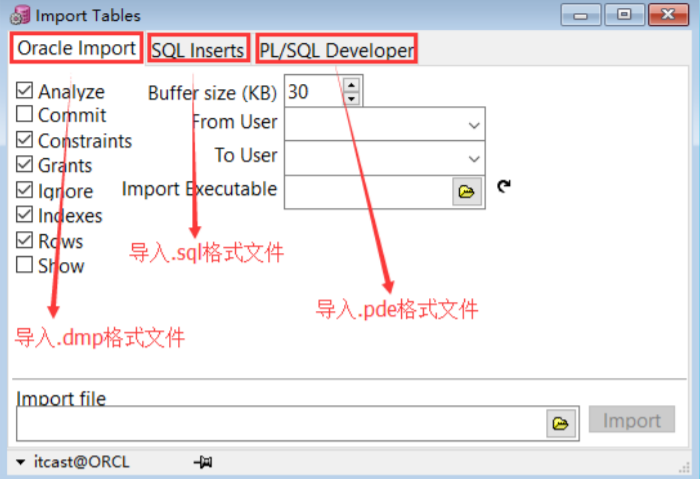 Import Tables
Oracle Import SQL Inserts PL/SQL Developer
Analyze
Commit
Constraints
Grants
Ignore
Indexes
Rows
Show
Buffer size (KB) 30
From User
To User
Import Executable
导入.sql格式文件
导入.pde格式文件
导入.dmp格式文件
Import file
Import
itcast@ORCL